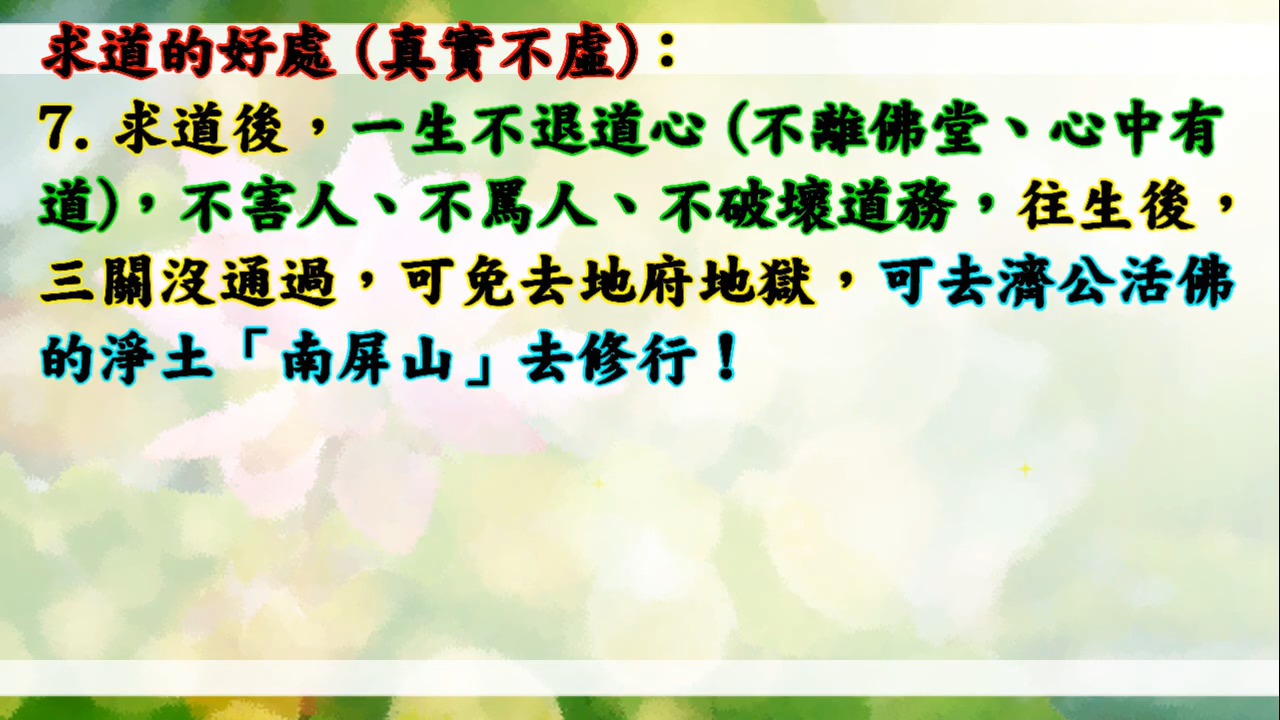 求道的好處(真實不虛)：
7. 求道後，一生不退道心(不離佛堂、心中有
道)，不害人、不罵人、不破壞道務，往生後，
三關沒通過，可免去地府地獄，可去濟公活佛
的淨土「南屏山」去修行！